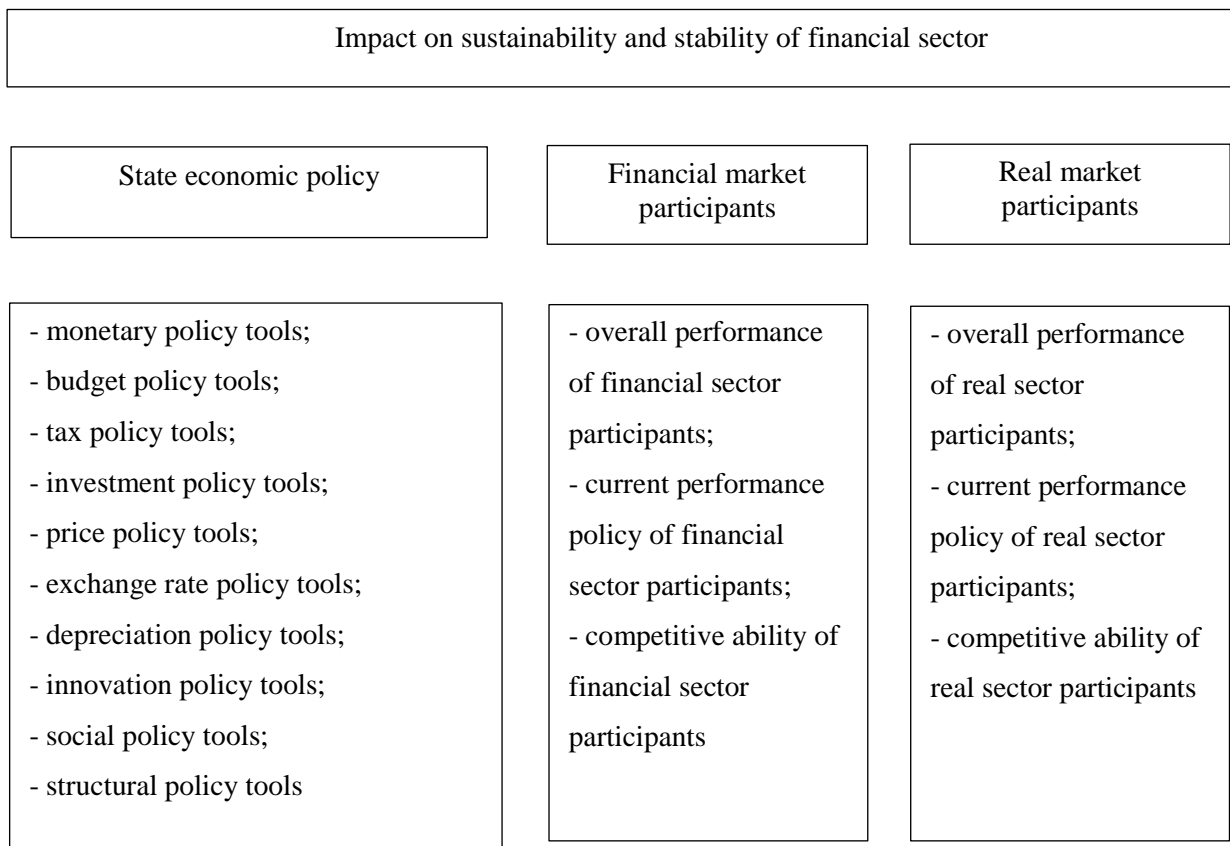 Impact on sustainability and stability of financial sector
State economic policy
Financial market
participants
Real market
participants
- monetary policy tools;
- budget policy tools;
- tax policy tools;
- investment policy tools;
- price policy tools;
- exchange rate policy tools;
- depreciation policy tools;
- innovation policy tools;
- social policy tools;
- structural policy tools
- overall performance
of financial sector
participants;
- current performance
policy of financial
sector participants;
- competitive ability of
financial sector
participants
- overall performance
of real sector
participants;
- current performance
policy of real sector
participants;
- competitive ability of
real sector participants